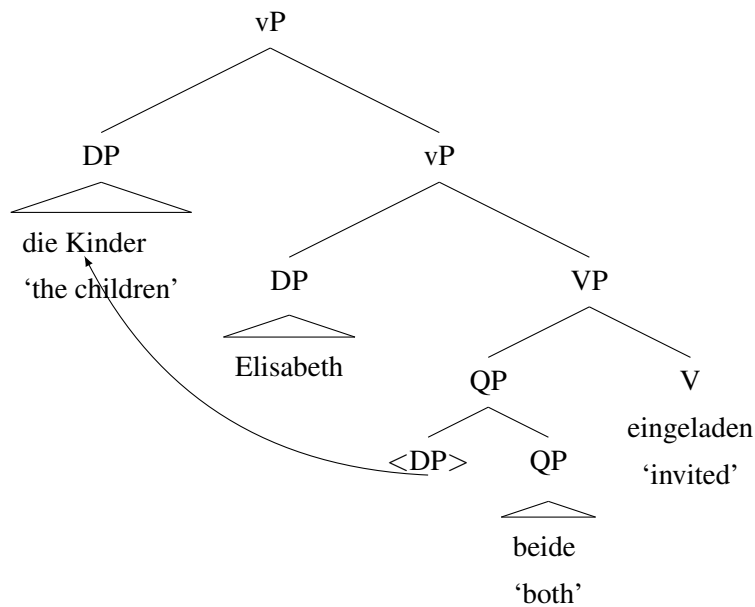 vP
DP vP
die Kinder
‘the children’
DP VP
Elisabeth
QP V
eingeladen
‘invited’
<DP> QP
beide
‘both’